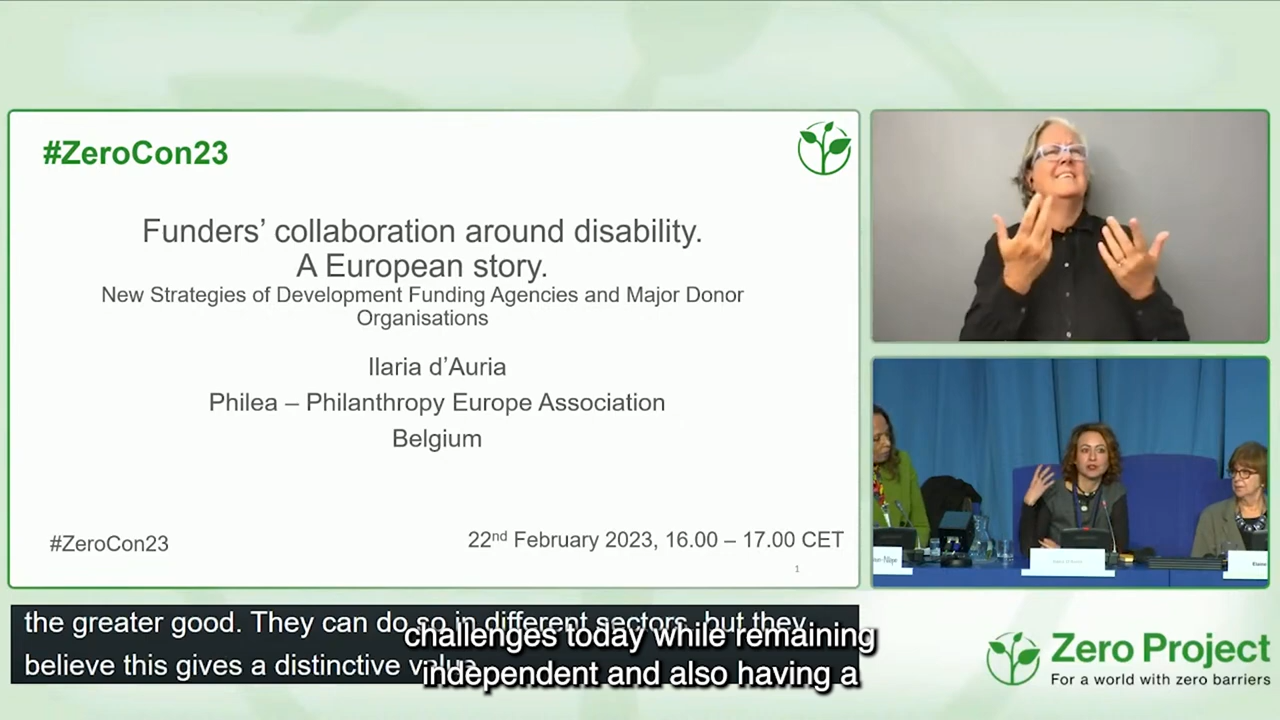 #ZeroCon23
Funders’ collaboration around disability.
A European story.
New Strategies of Development Funding Agencies and Major Donor
Organisations
Ilaria d’Auria
Philea – Philanthropy Europe Association
Belgium
#ZeroCon23
22nd February 2023, 16.00 – 17.00 CET
1
the greater good. They can do so in different sectors, but they
believe this gives a distinctive value
challenges today while remaining
independent and also having a
Zero Project
For a world with zero barriers